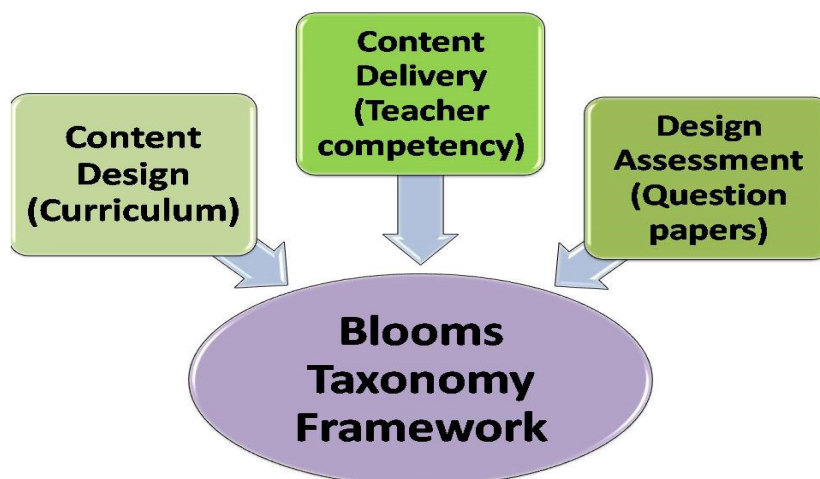 Content
Design
(Curriculum)
Content
Delivery
(Teacher
competency)
Design
Assessment
(Question
papers)
Blooms
Taxonomy
Framework